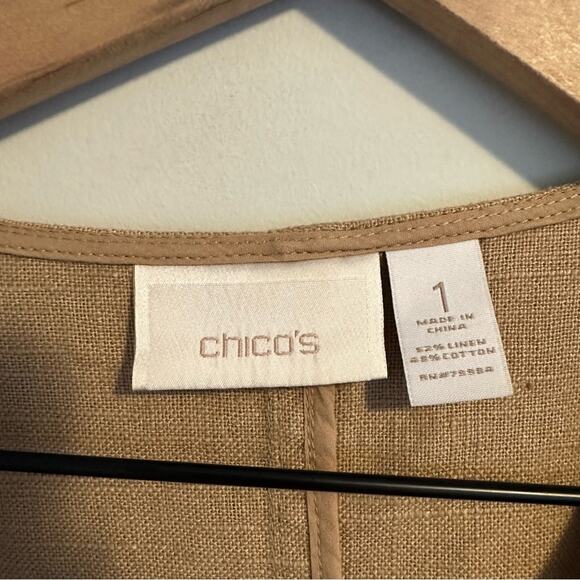 chico's
1
MADE IN
CHINA
52% LINEN
48% COTTON